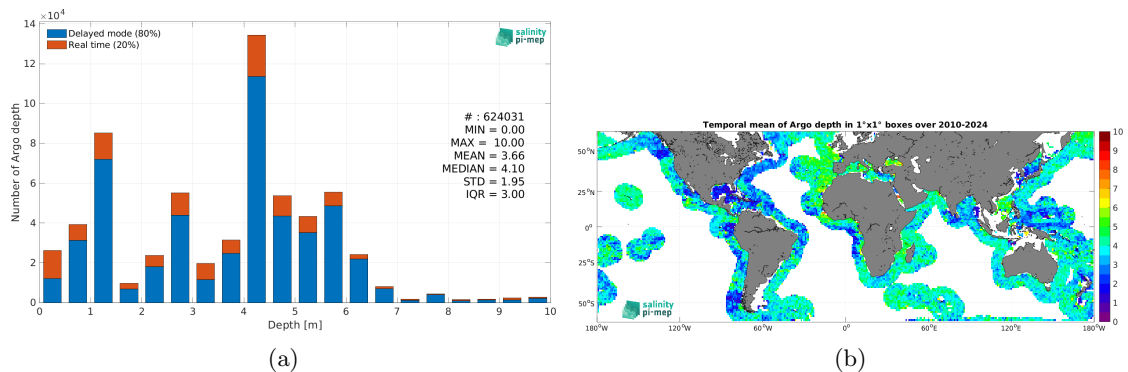 ×10⁴
14
12
10
8
6
4
2
0
Number of Argo depth
Delayed mode (80%)
Real time (20%)
salinity
pi-mep
# : 624031
MIN = 0.00
MAX = 10.00
MEAN = 3.66
MEDIAN = 4.10
STD = 1.95
IQR = 3.00
0 1 2 3 4 5 6 7 8 9 10
Depth [m]
(a)
Temporal mean of Argo depth in 1°x1° boxes over 2010-2024
50°N
25°N
0°
25°S
50°S
salinity
pi-mep
180°W 120°W 60°W 0° 60°E 120°E 180°W
10
9
8
7
6
5
4
3
2
1
0
(b)